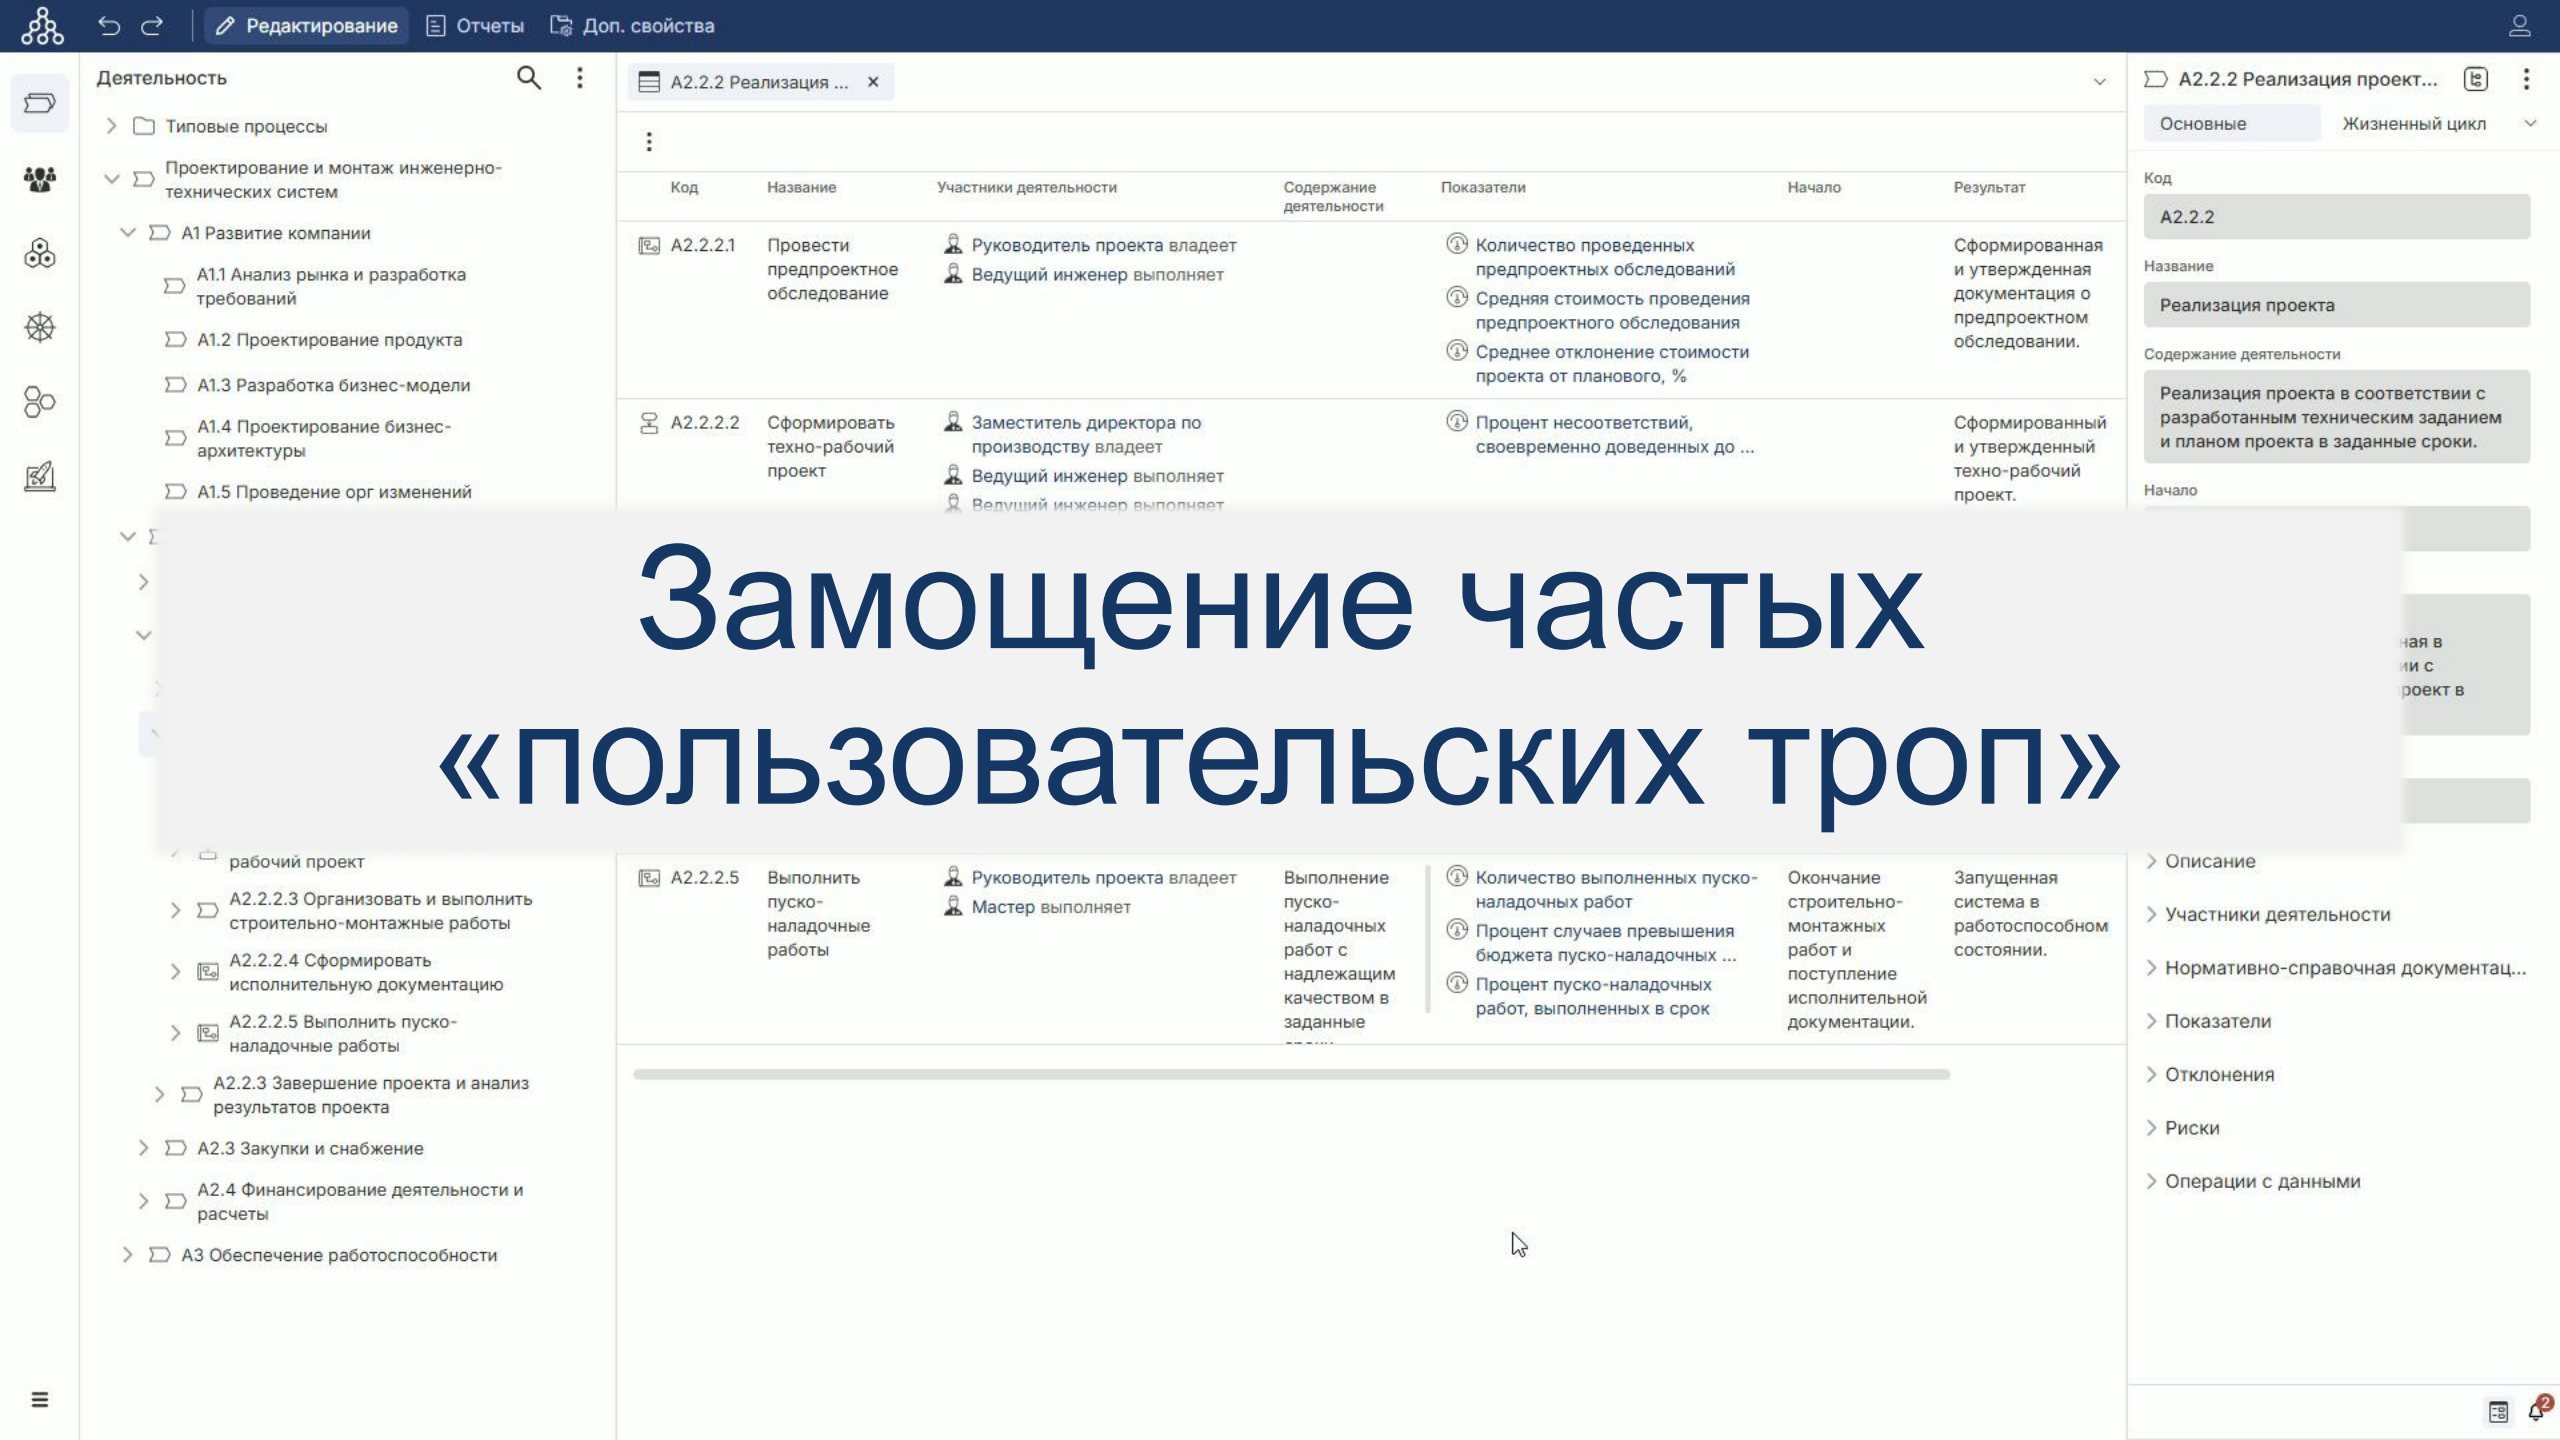 Редактирование
Отчеты
Доп. свойства
Деятельность
Типовые процессы
Проектирование и монтаж инженерно-
технических систем
А1 Развитие компании
А1.1 Анализ рынка и разработка
требований
А1.2 Проектирование продукта
А1.3 Разработка бизнес-модели
А1.4 Проектирование бизнес-
архитектуры
А1.5 Проведение орг изменений
рабочий проект
А2.2.2.3 Организовать и выполнить
строительно-монтажные работы
А2.2.2.4 Сформировать
исполнительную документацию
А2.2.2.5 Выполнить пуско-
наладочные работы
А2.2.3 Завершение проекта и анализ
результатов проекта
А2.3 Закупки и снабжение
А2.4 Финансирование деятельности и
расчеты
А3 Обеспечение работоспособности
А2.2.2 Реализация ...
Код
Название
Участники деятельности
Содержание
деятельности
Показатели
Начало
Результат
А2.2.2.1
Провести
предпроектное
обследование
Руководитель проекта владеет
Ведущий инженер выполняет
Количество проведенных
предпроектных обследований
Средняя стоимость проведения
предпроектного обследования
Среднее отклонение стоимости
проекта от планового, %
Сформированная
и утвержденная
документация о
предпроектном
обследовании.
А2.2.2.2
Сформировать
техно-рабочий
проект
Заместитель директора по
производству владеет
Ведущий инженер выполняет
Ведущий инженер выполняет
Процент несоответствий,
своевременно доведенных до ...
Сформированный
и утвержденный
техно-рабочий
проект.
Замощение частых
«пользовательских троп»
А2.2.2.5
Выполнить
пуско-
наладочные
работы
Руководитель проекта владеет
Мастер выполняет
Выполнение
пуско-
наладочных
работ с
надлежащим
качеством в
заданные
Количество выполненных пуско-
наладочных работ
Процент случаев превышения
бюджета пуско-наладочных ...
Процент пуско-наладочных
работ, выполненных в срок
Окончание
строительно-
монтажных
работ и
поступление
исполнительной
документации.
Запущенная
система в
работоспособном
состоянии.
А2.2.2 Реализация проект...
Основные
Жизненный цикл
Код
А2.2.2
Название
Реализация проекта
Содержание деятельности
Реализация проекта в соответствии с
разработанным техническим заданием
и планом проекта в заданные сроки.
Начало
ная в
ии с
роект в
Описание
Участники деятельности
Нормативно-справочная документац...
Показатели
Отклонения
Риски
Операции с данными
2